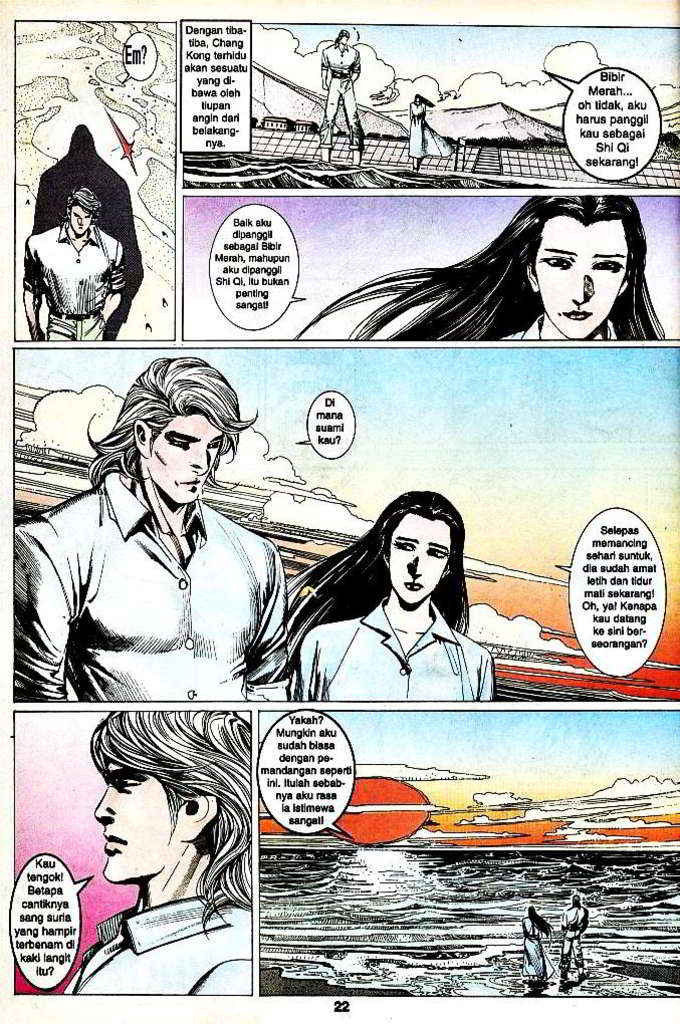 Em?
Dengan tiba-
tiba, Chang
Kong terhidu
akan sesuatu
yang di-
bawa oleh
tiupan
angin dari
belakang-
nya.
Bibir
Merah...
oh tidak, aku
harus panggil
kau sebagai
Shi Qi
sekarang!
Baik aku
dipanggil
sebagai Bibir
Merah, mahupun
aku dipanggil
Shi Qi, itu bukan
penting
sangat!
Di
mana
suami
kau?
Selepas
memancing
sehari suntuk,
dia sudah amat
letih dan tidur
mati sekarang!
Oh, ya! Kenapa
kau datang
ke sini ber-
seorangan?
Kau
tengok!
Betapa
cantiknya
sang suria
yang hampir
terbenam di
kaki langit
itu?
Yakah?
Mungkin aku
sudah biasa
dengan pe-
mandangan seperti
ini. Itulah sebab-
nya aku rasa
ia istimewa
sangat!
22